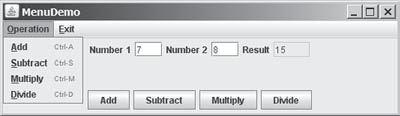 MenuDemo
Operation Exit
Add Ctrl-A
Subtract Ctrl-S
Multiply Ctrl-M
Divide Ctrl-D
Number 1 7 Number 2 8 Result 15
Add Subtract Multiply Divide